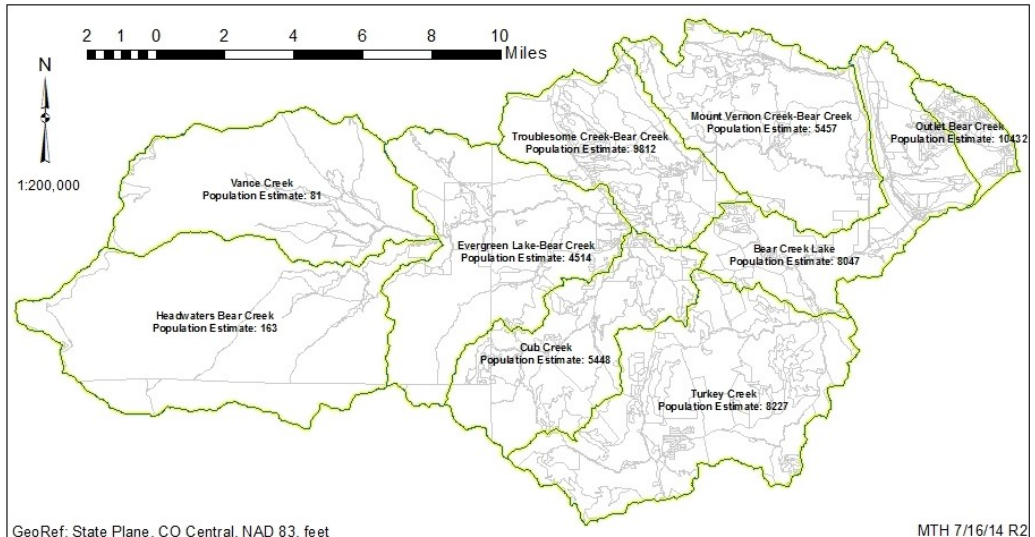 2 1 0 2 4 6 8 10
Miles
N
1:200,000
Vance Creek
Population Estimate: 81
Headwaters Bear Creek
Population Estimate: 163
Evergreen Lake-Bear Creek
Population Estimate: 4514
Troublesome Creek-Bear Creek
Population Estimate: 9812
Mount Vernon Creek-Bear Creek
Population Estimate: 5457
Outlet Bear Creek
Population Estimate: 10432
Bear Creek Lake
Population Estimate: 8047
Cub Creek
Population Estimate: 5448
Turkey Creek
Population Estimate: 8227
GeoRef: State Plane, CO Central, NAD 83, feet
MTH 7/16/14 R2